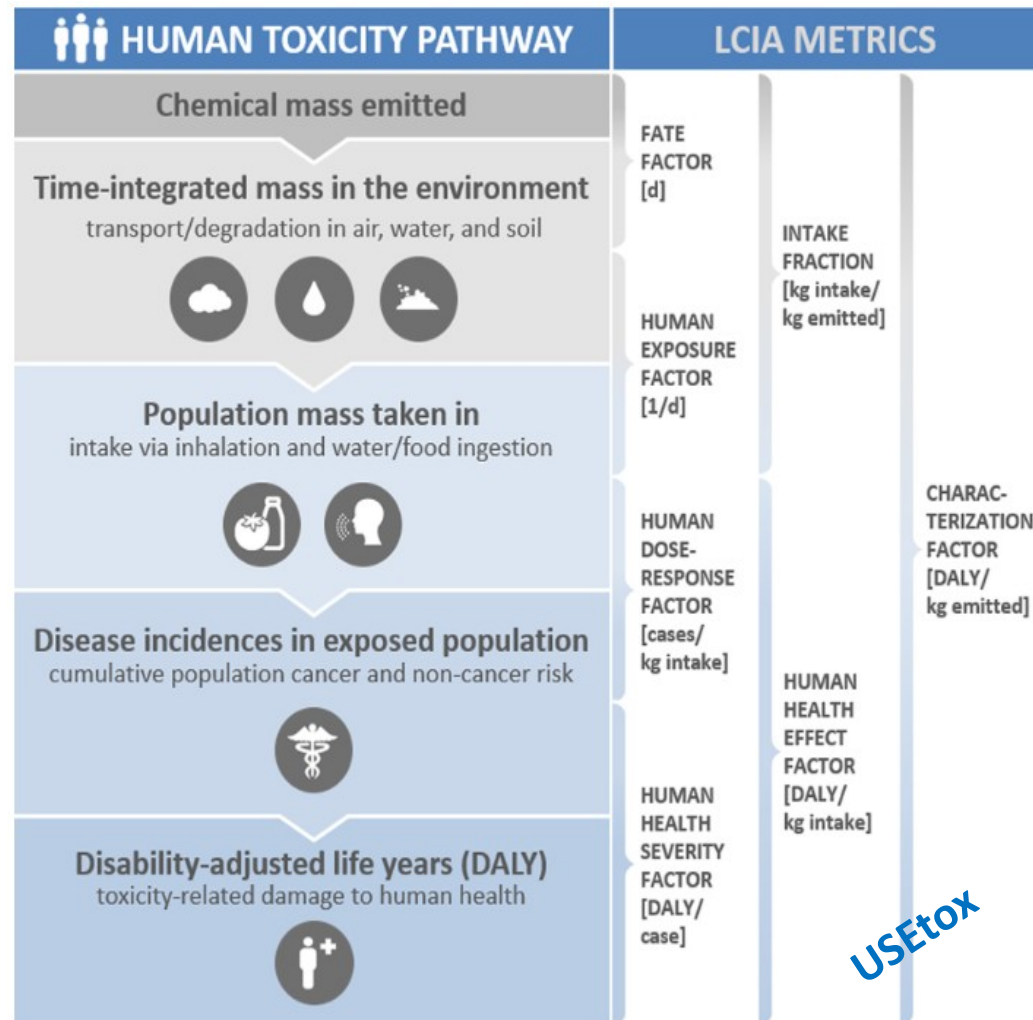 HUMAN TOXICITY PATHWAY
LCIA METRICS
Chemical mass emitted
Time-integrated mass in the environment
transport/degradation in air, water, and soil
Population mass taken in
intake via inhalation and water/food ingestion
Disease incidences in exposed population
cumulative population cancer and non-cancer risk
Disability-adjusted life years (DALY)
toxicity-related damage to human health
FATE
FACTOR
[d]
HUMAN
EXPOSURE
FACTOR
[1/d]
HUMAN
DOSE-
RESPONSE
FACTOR
[cases/
kg intake]
HUMAN
HEALTH
SEVERITY
FACTOR
[DALY/
case]
INTAKE
FRACTION
[kg intake/
kg emitted]
HUMAN
HEALTH
EFFECT
FACTOR
[DALY/
kg intake]
CHARAC-
TERIZATION
FACTOR
[DALY/
kg emitted]
USEtox